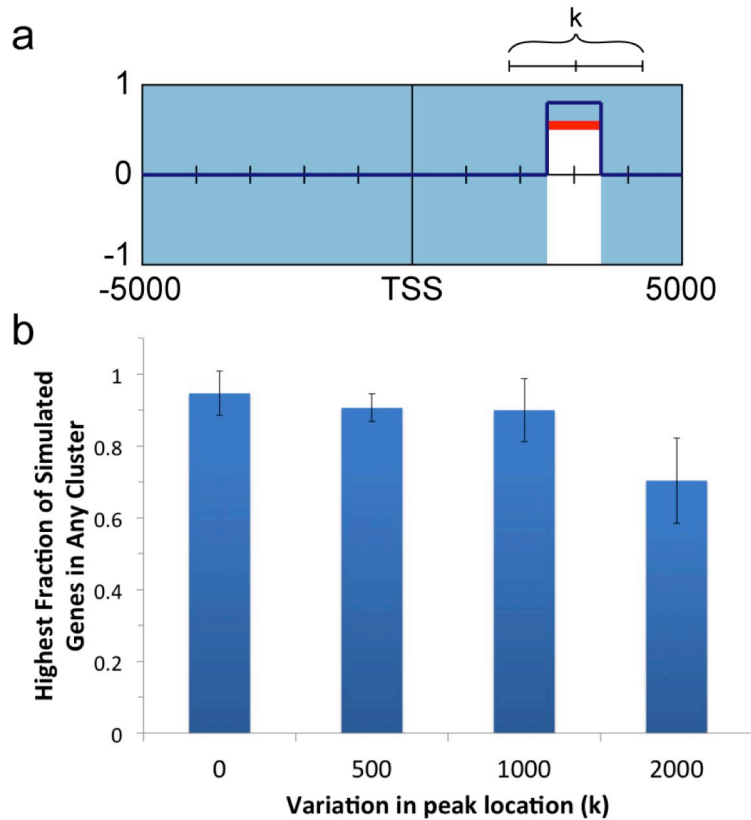 a
k
1
0
-1
-5000 TSS 5000
b
Highest Fraction of Simulated
Genes in Any Cluster
1
0.8
0.6
0.4
0.2
0
0 500 1000 2000
Variation in peak location (k)